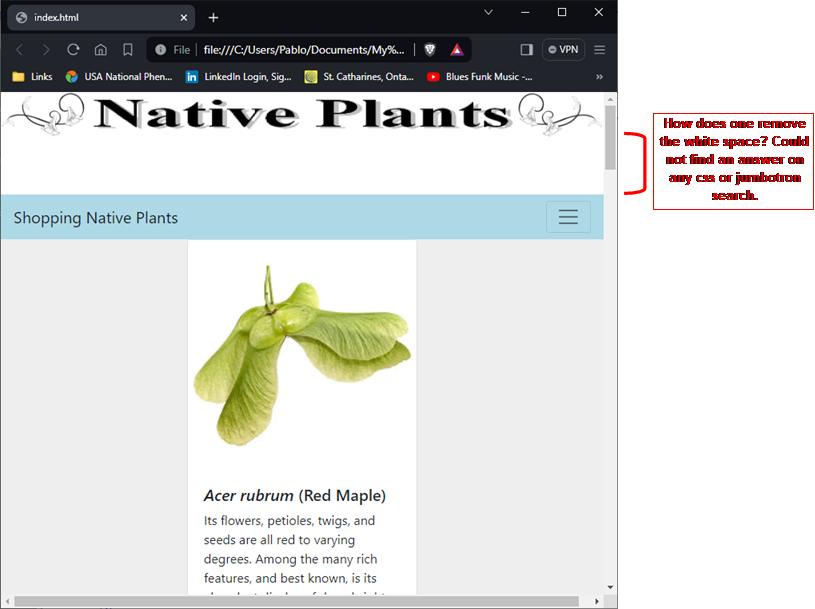 index.html
File
file:///C:/Users/Pablo/Documents/My%...
VPN
Links
USA National Phen...
LinkedIn Login, Sig...
St. Catharines, Onta...
Blues Funk Music -...
Native Plants
How does one remove
the white space? Could
not find an answer on
any css or jumbotron
search.
Shopping Native Plants
Acer rubrum (Red Maple)
Its flowers, petioles, twigs, and
seeds are all red to varying
degrees. Among the many rich
features, and best known, is its